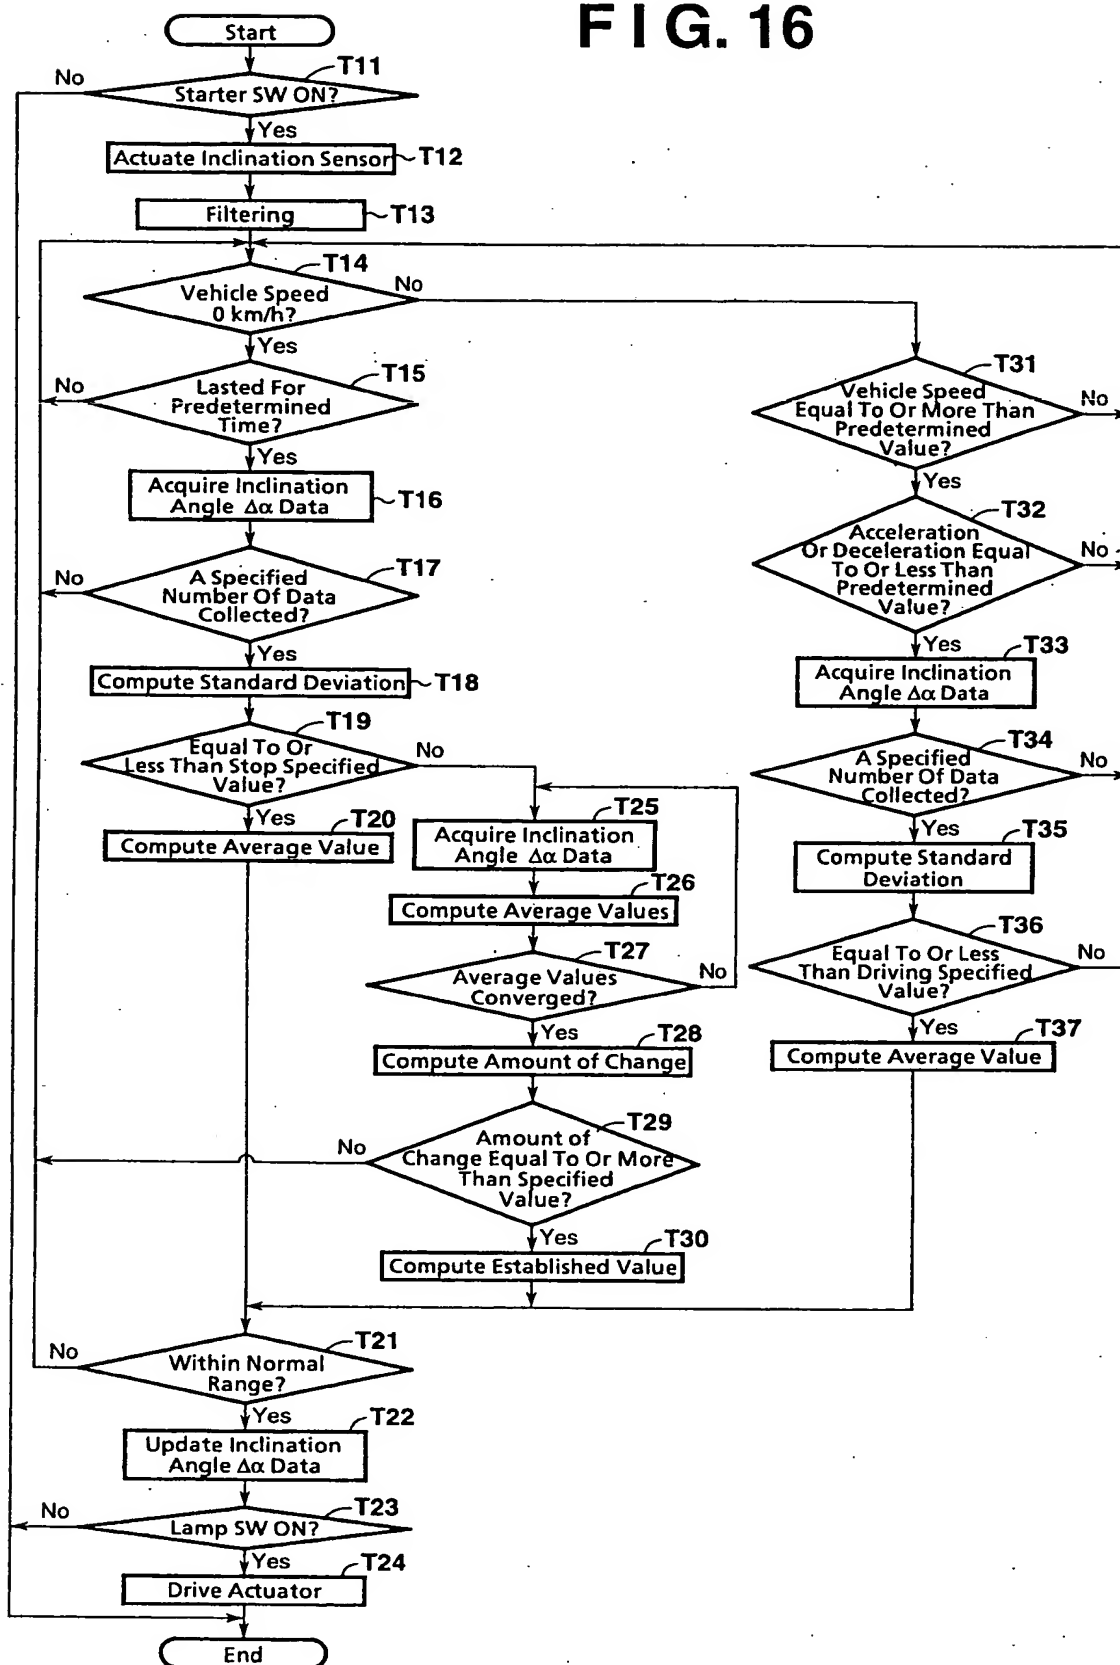 FIG. 16
Start
T11
No
Starter SW ON?
Yes
Actuate Inclination Sensor
T12
Filtering
T13
T14
Vehicle Speed
0 km/h?
No
Yes
T15
No
Lasted For
Predetermined
Time?
Yes
Acquire Inclination
Angle Δα Data
T16
T17
No
A Specified
Number Of Data
Collected?
Yes
Compute Standard Deviation
T18
T19
Equal To Or
Less Than Stop Specified
Value?
No
Yes
T20
Compute Average Value
T25
Acquire Inclination
Angle Δα Data
T26
Compute Average Values
T27
Average Values
Converged?
No
Yes
T28
Compute Amount of Change
T29
No
Amount of
Change Equal To Or More
Than Specified
Value?
Yes
T30
Compute Established Value
T31
Vehicle Speed
Equal To Or More Than
Predetermined
Value?
No
Yes
T32
Acceleration
Or Deceleration Equal
To Or Less Than
Predetermined
Value?
No
Yes
T33
Acquire Inclination
Angle Δα Data
T34
A Specified
Number Of Data
Collected?
No
Yes
T35
Compute Standard
Deviation
T36
Equal To Or Less
Than Driving Specified
Value?
No
Yes
T37
Compute Average Value
T21
No
Within Normal
Range?
Yes
T22
Update Inclination
Angle Δα Data
T23
No
Lamp SW ON?
Yes
T24
Drive Actuator
End